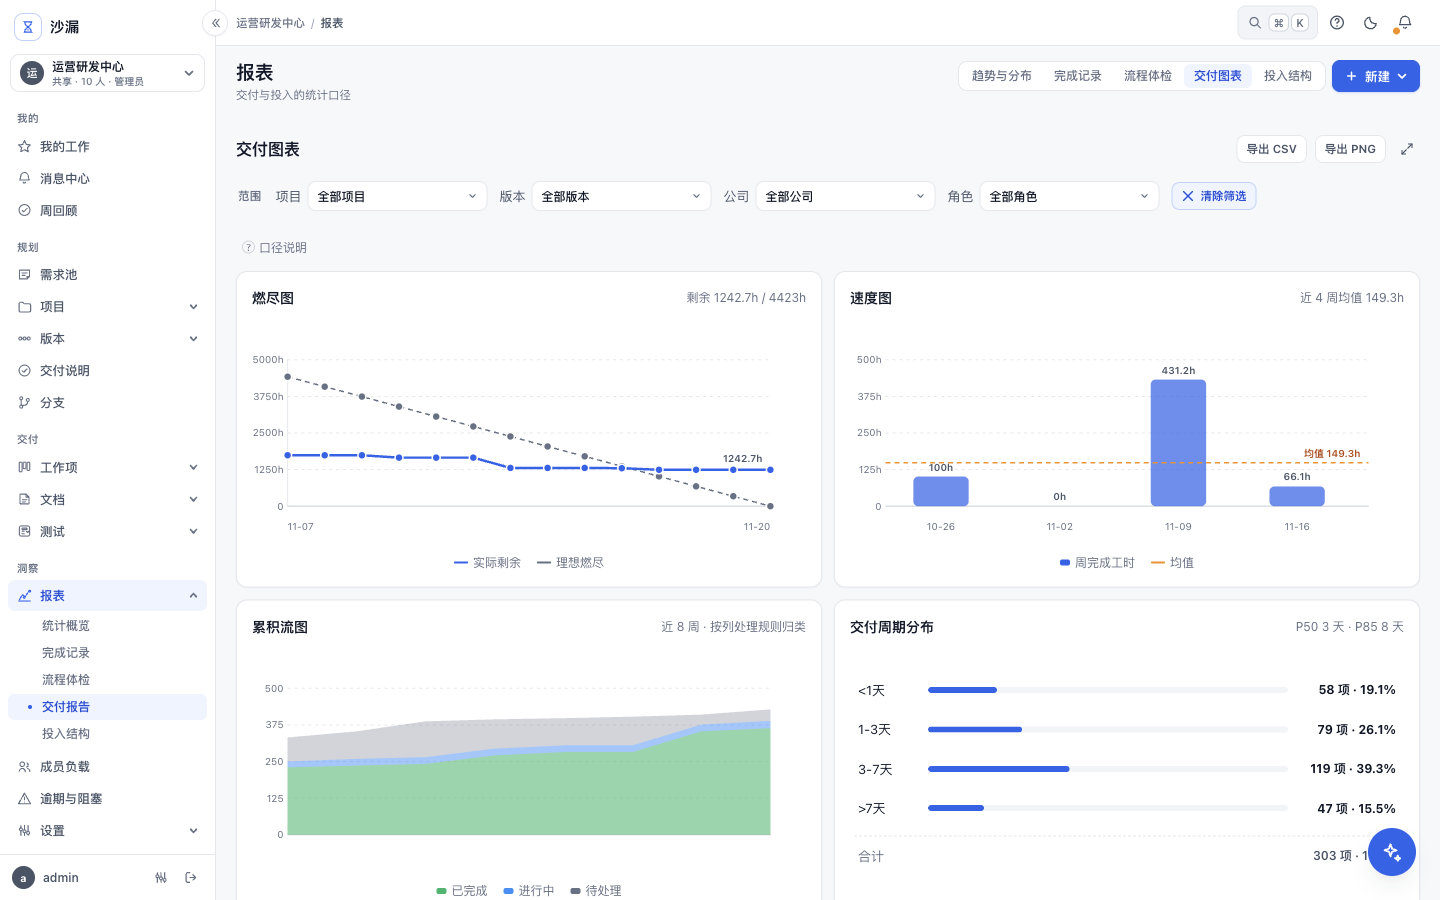 沙漏
运
运营研发中心
共享 · 10 人 · 管理员
我的
我的工作
消息中心
周回顾
规划
需求池
项目
版本
交付说明
分支
交付
工作项
文档
测试
洞察
报表
统计概览
完成记录
流程体检
交付报告
投入结构
成员负载
逾期与阻塞
设置
a admin
运营研发中心 / 报表
⌘ K
报表
交付与投入的统计口径
趋势与分布 完成记录 流程体检 交付图表 投入结构
+ 新建
交付图表
导出 CSV 导出 PNG
范围 项目 全部项目 版本 全部版本 公司 全部公司 角色 全部角色 清除筛选
? 口径说明
燃尽图 剩余 1242.7h / 4423h
5000h
3750h
2500h
1250h
0
1242.7h
11-07 11-20
实际剩余 理想燃尽
速度图 近 4 周均值 149.3h
500h
375h
250h
125h
0
100h
0h
431.2h
66.1h
均值 149.3h
10-26 11-02 11-09 11-16
周完成工时 均值
累积流图 近 8 周 · 按列处理规则归类
500
375
250
125
0
已完成 进行中 待处理
交付周期分布 P50 3 天 · P85 8 天
<1天 58 项 · 19.1%
1-3天 79 项 · 26.1%
3-7天 119 项 · 39.3%
>7天 47 项 · 15.5%
合计 303 项 · 1